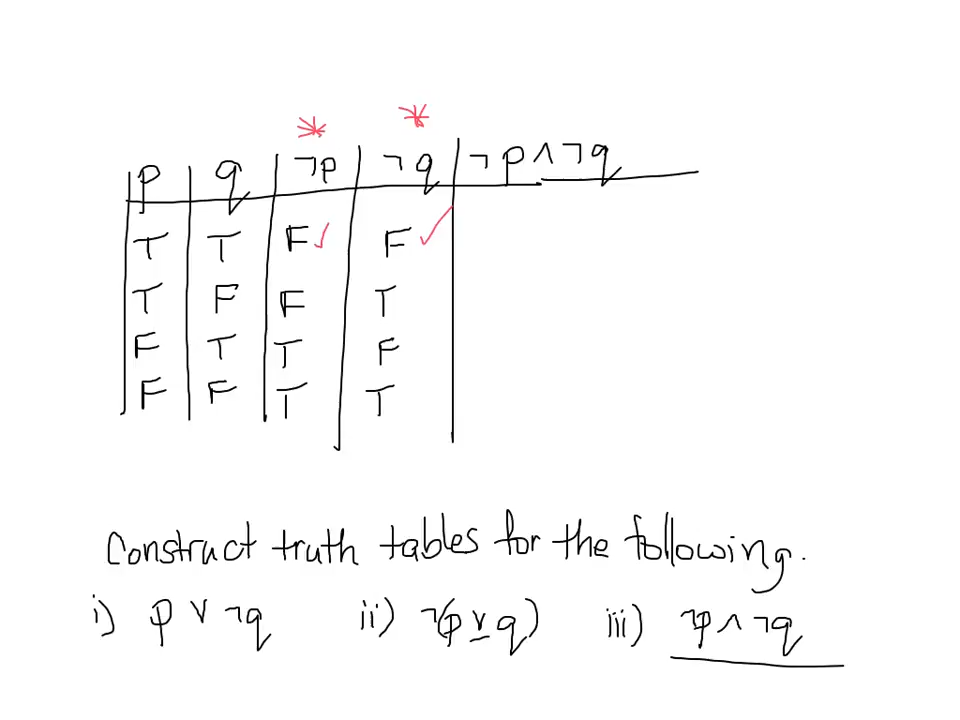 * *
p q ¬p ¬q ¬p ∧ ¬q
T T F ✓ F ✓
T F F T
F T T F
F F T T
Construct truth tables for the following.
i) p ∨ ¬q ii) ¬(p ⊻ q) iii) ¬p ∧ ¬q